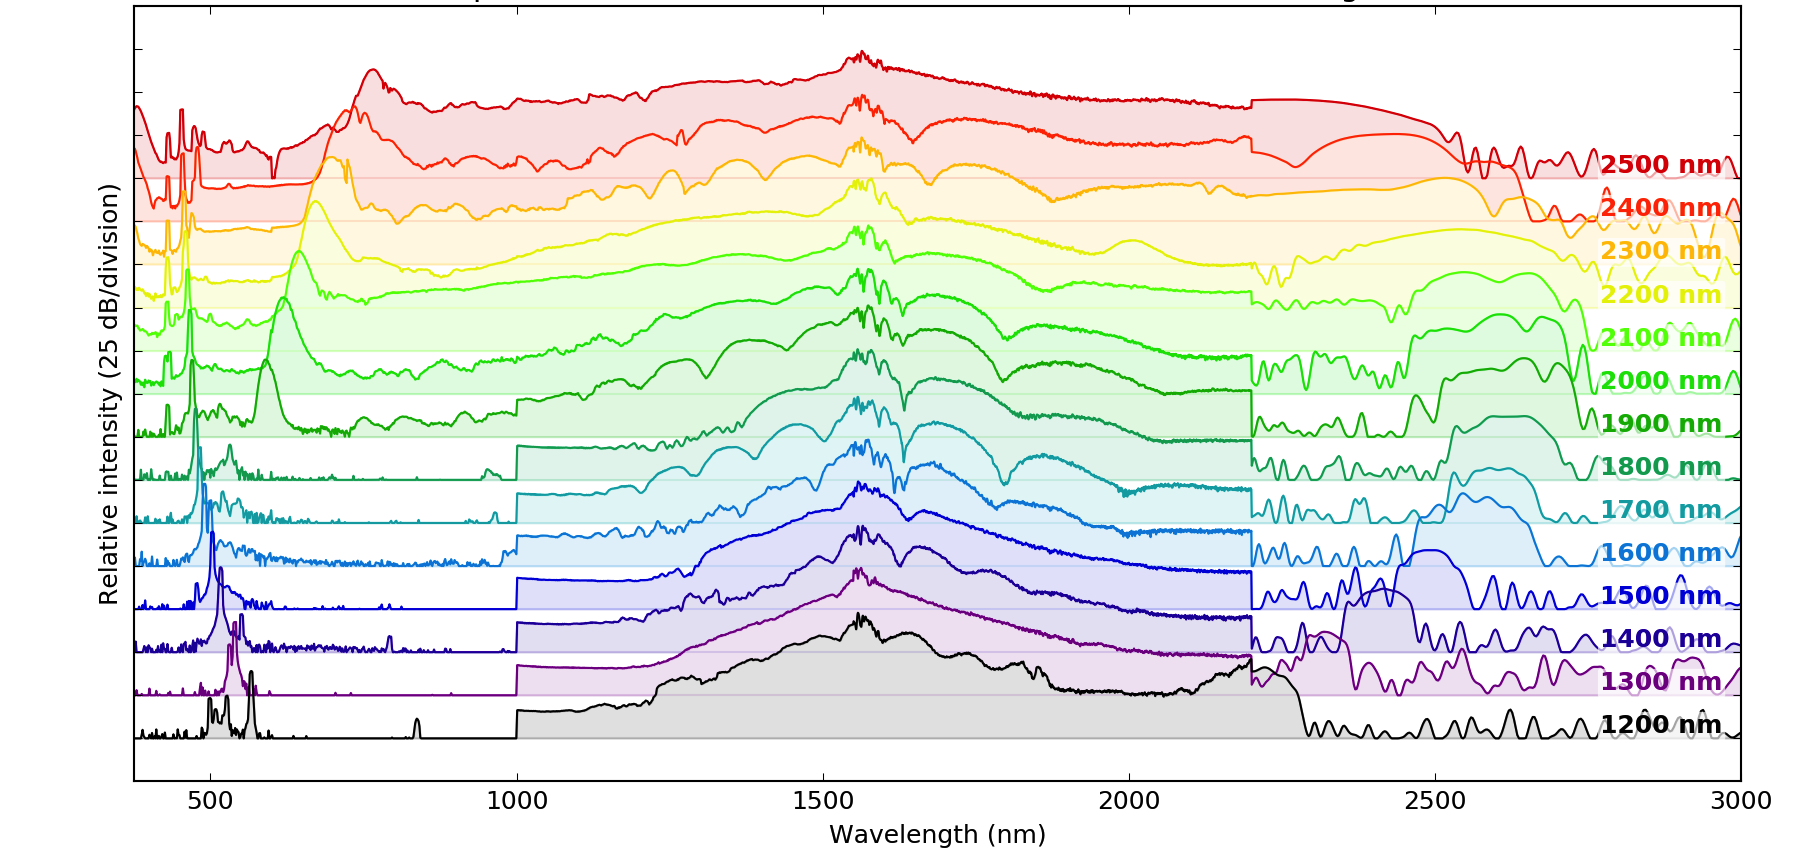 Relative intensity (25 dB/division)
2500 nm
2400 nm
2300 nm
2200 nm
2100 nm
2000 nm
1900 nm
1800 nm
1700 nm
1600 nm
1500 nm
1400 nm
1300 nm
1200 nm
500 1000 1500 2000 2500 3000
Wavelength (nm)